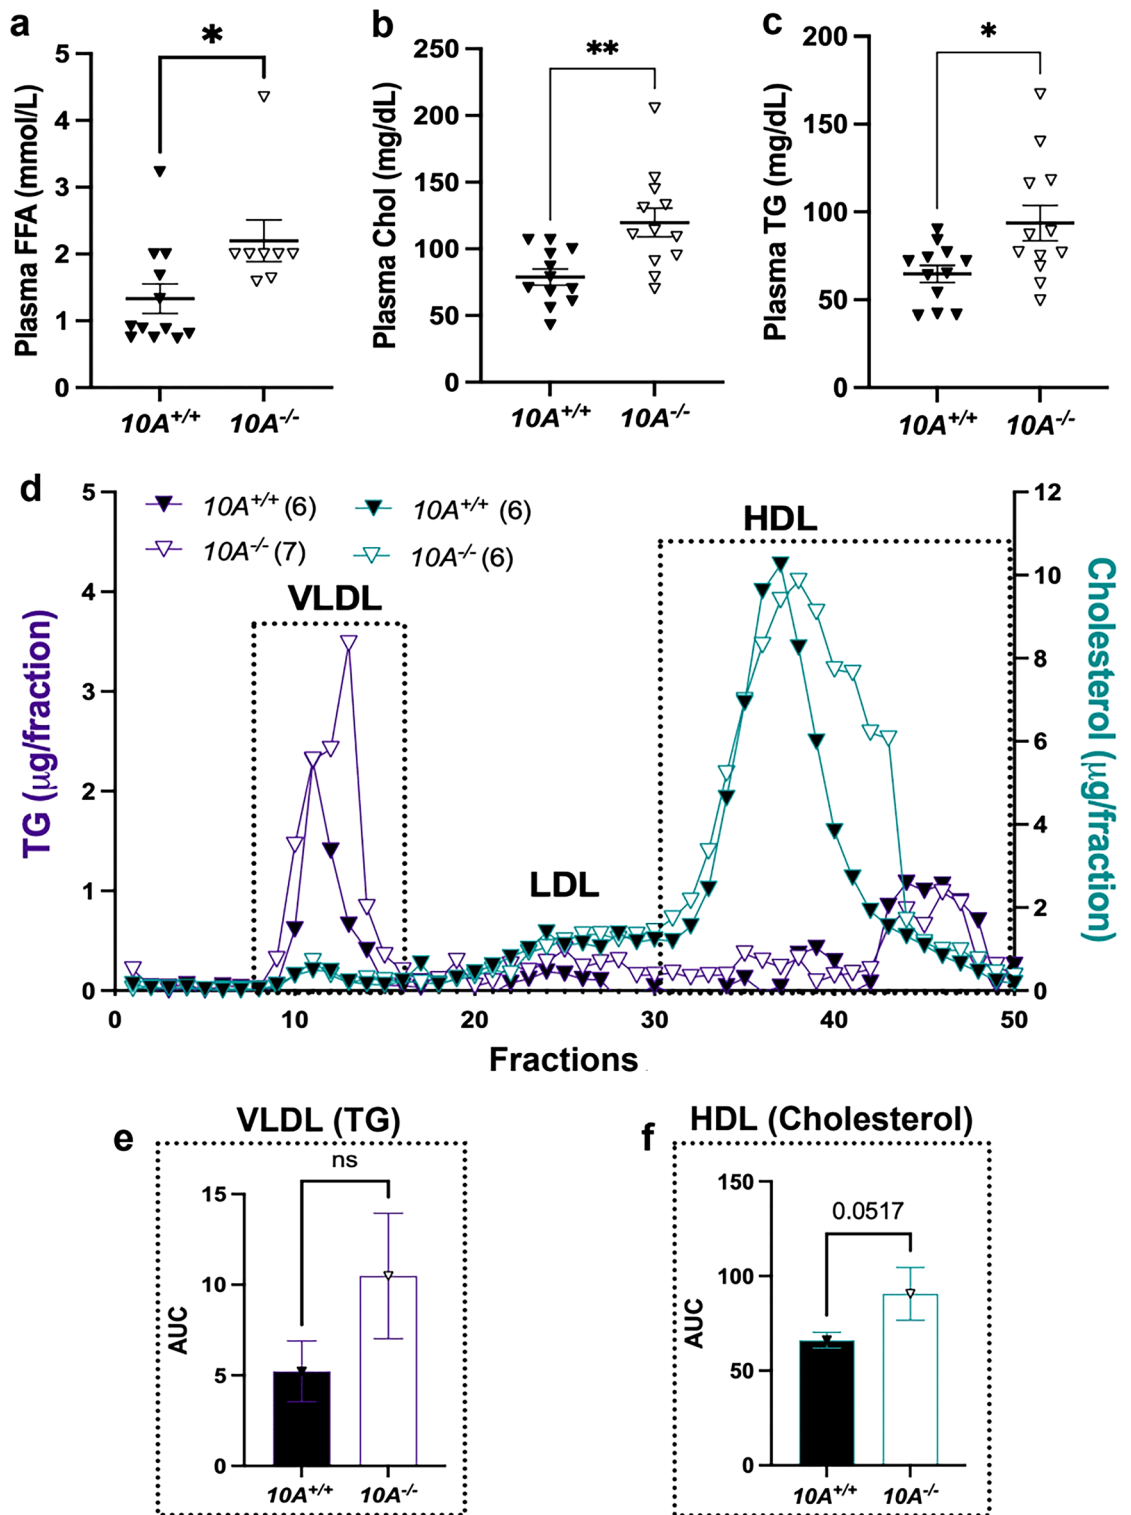 a
*
Plasma FFA (mmol/L)
5
4
3
2
1
0
10A+/+ 10A-/-
b
**
Plasma Chol (mg/dL)
250
200
150
100
50
0
10A+/+ 10A-/-
c
*
Plasma TG (mg/dL)
200
150
100
50
0
10A+/+ 10A-/-
d
10A+/+ (6) 10A+/+ (6)
10A-/- (7) 10A-/- (6)
VLDL
LDL
HDL
TG (µg/fraction)
5
4
3
2
1
0
Cholesterol (µg/fraction)
12
10
8
6
4
2
0
0 10 20 30 40 50
Fractions
e
VLDL (TG)
ns
AUC
15
10
5
0
10A+/+ 10A-/-
f
HDL (Cholesterol)
0.0517
AUC
150
100
50
0
10A+/+ 10A-/-